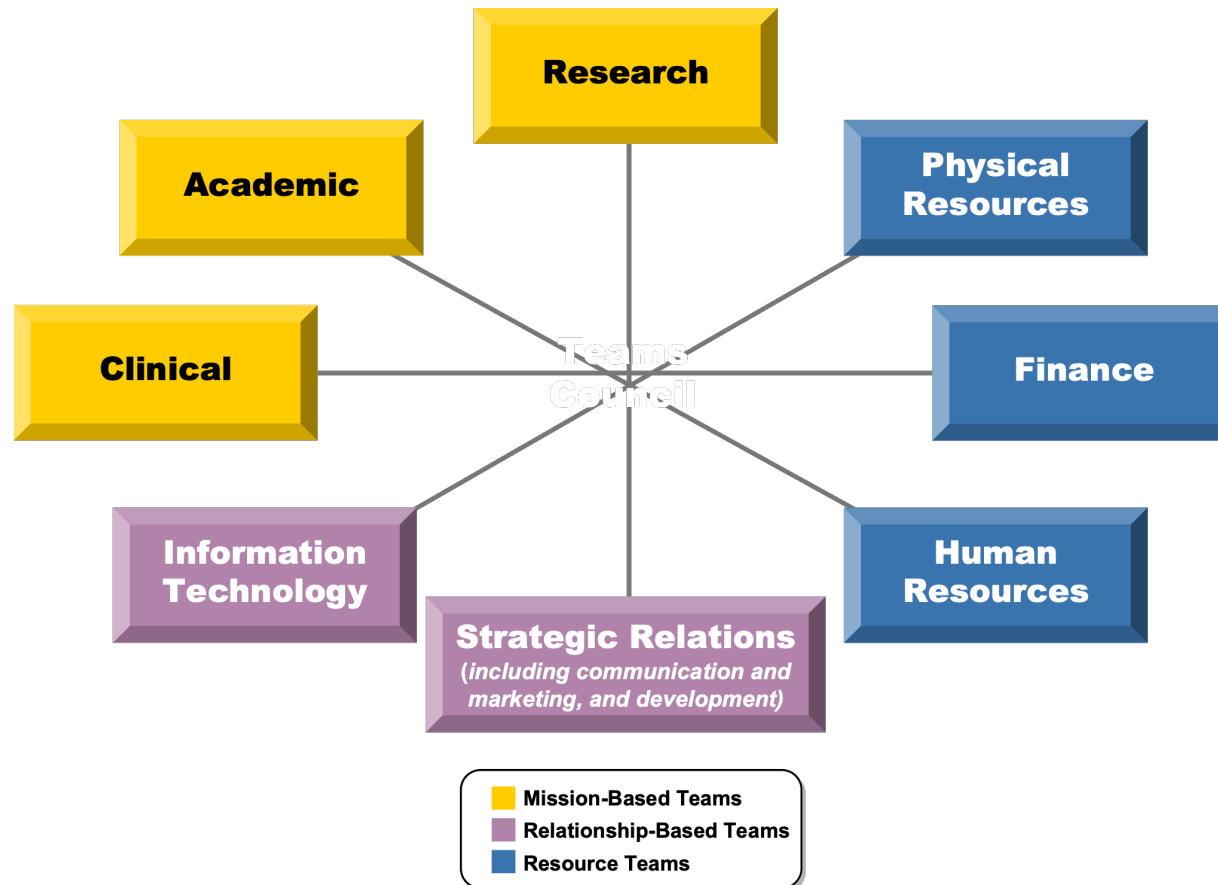 Research
Academic
Physical
Resources
Clinical
Teams
Council
Finance
Information
Technology
Human
Resources
Strategic Relations
(including communication and
marketing, and development)
Mission-Based Teams
Relationship-Based Teams
Resource Teams